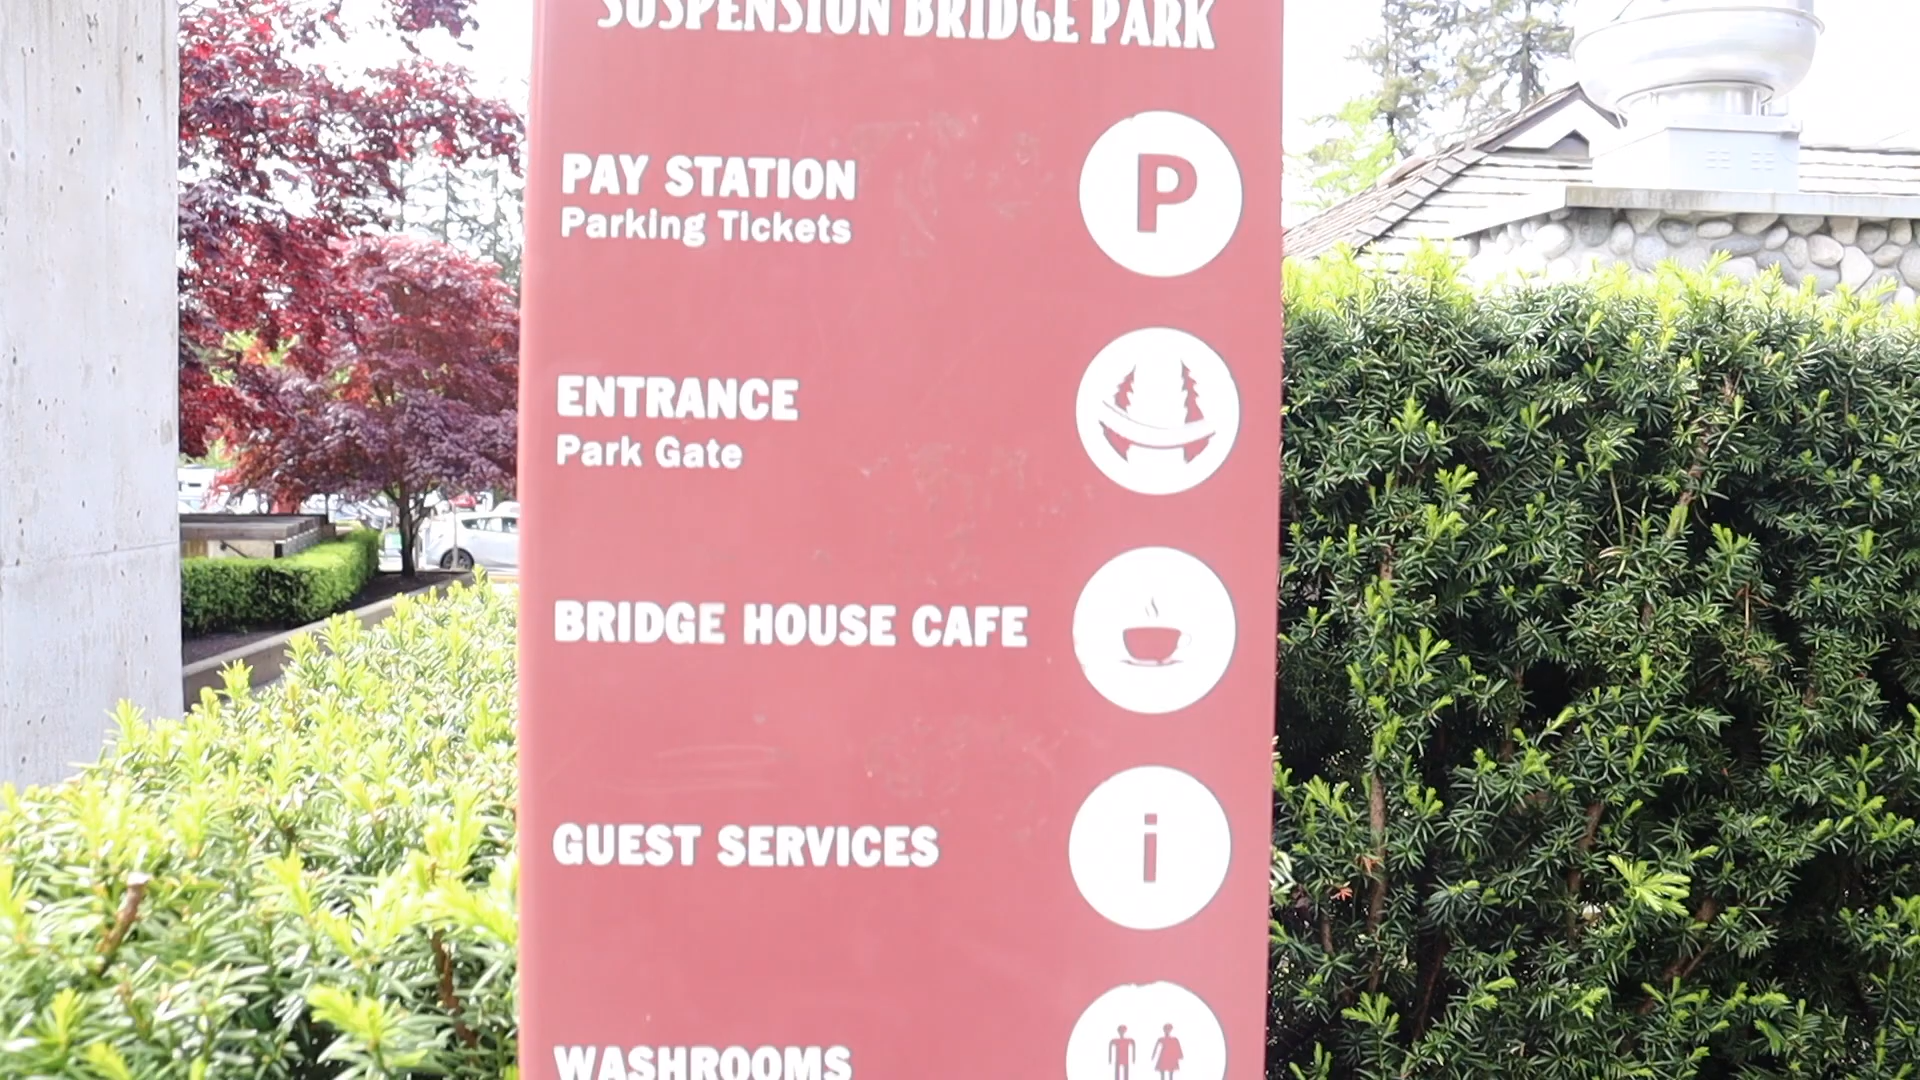 SUSPENSION BRIDGE PARK
PAY STATION
Parking Tickets
P
ENTRANCE
Park Gate
BRIDGE HOUSE CAFE
GUEST SERVICES
i
WASHROOMS